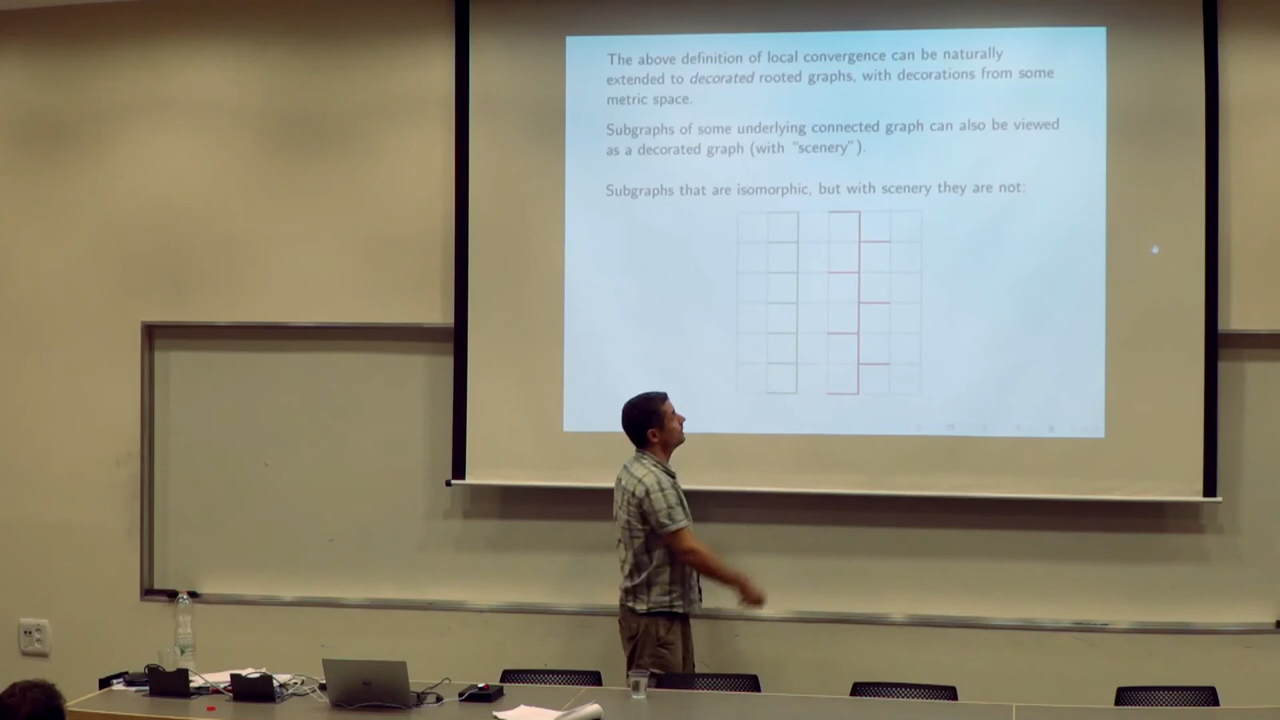 The above definition of local convergence can be naturally
extended to decorated rooted graphs, with decorations from some
metric space.
Subgraphs of some underlying connected graph can also be viewed
as a decorated graph (with "scenery").
Subgraphs that are isomorphic, but with scenery they are not: